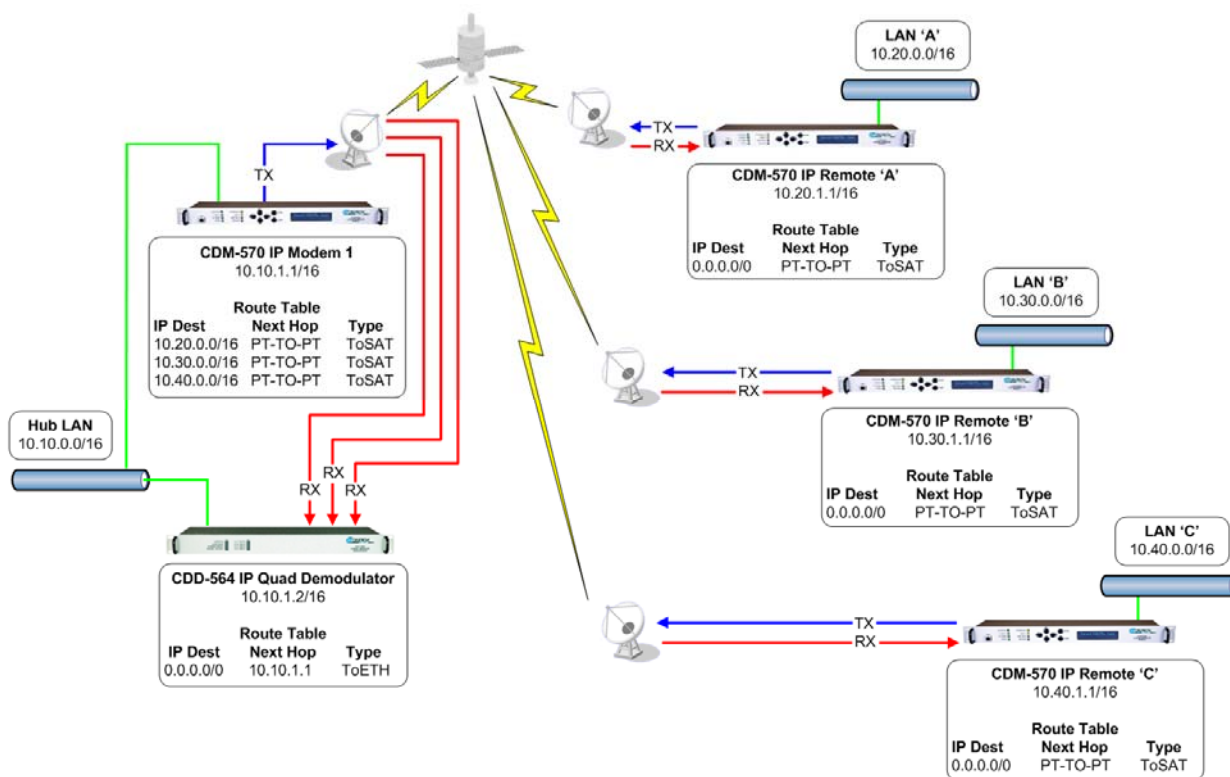 LAN 'A'
10.20.0.0/16
TX
RX
CDM-570 IP Remote 'A'
10.20.1.1/16
Route Table
IP Dest Next Hop Type
0.0.0.0/0 PT-TO-PT ToSAT
TX
CDM-570 IP Modem 1
10.10.1.1/16
Route Table
IP Dest Next Hop Type
10.20.0.0/16 PT-TO-PT ToSAT
10.30.0.0/16 PT-TO-PT ToSAT
10.40.0.0/16 PT-TO-PT ToSAT
LAN 'B'
10.30.0.0/16
TX
RX
CDM-570 IP Remote 'B'
10.30.1.1/16
Route Table
IP Dest Next Hop Type
0.0.0.0/0 PT-TO-PT ToSAT
Hub LAN
10.10.0.0/16
RX
RX
RX
CDD-564 IP Quad Demodulator
10.10.1.2/16
Route Table
IP Dest Next Hop Type
0.0.0.0/0 10.10.1.1 ToETH
LAN 'C'
10.40.0.0/16
TX
RX
CDM-570 IP Remote 'C'
10.40.1.1/16
Route Table
IP Dest Next Hop Type
0.0.0.0/0 PT-TO-PT ToSAT